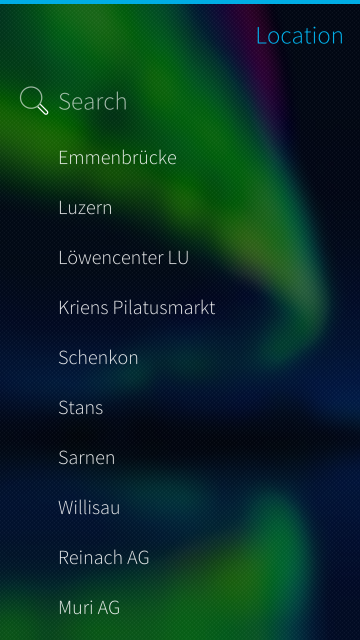 Location
Search
Emmenbrücke
Luzern
Löwencenter LU
Kriens Pilatusmarkt
Schenkon
Stans
Sarnen
Willisau
Reinach AG
Muri AG